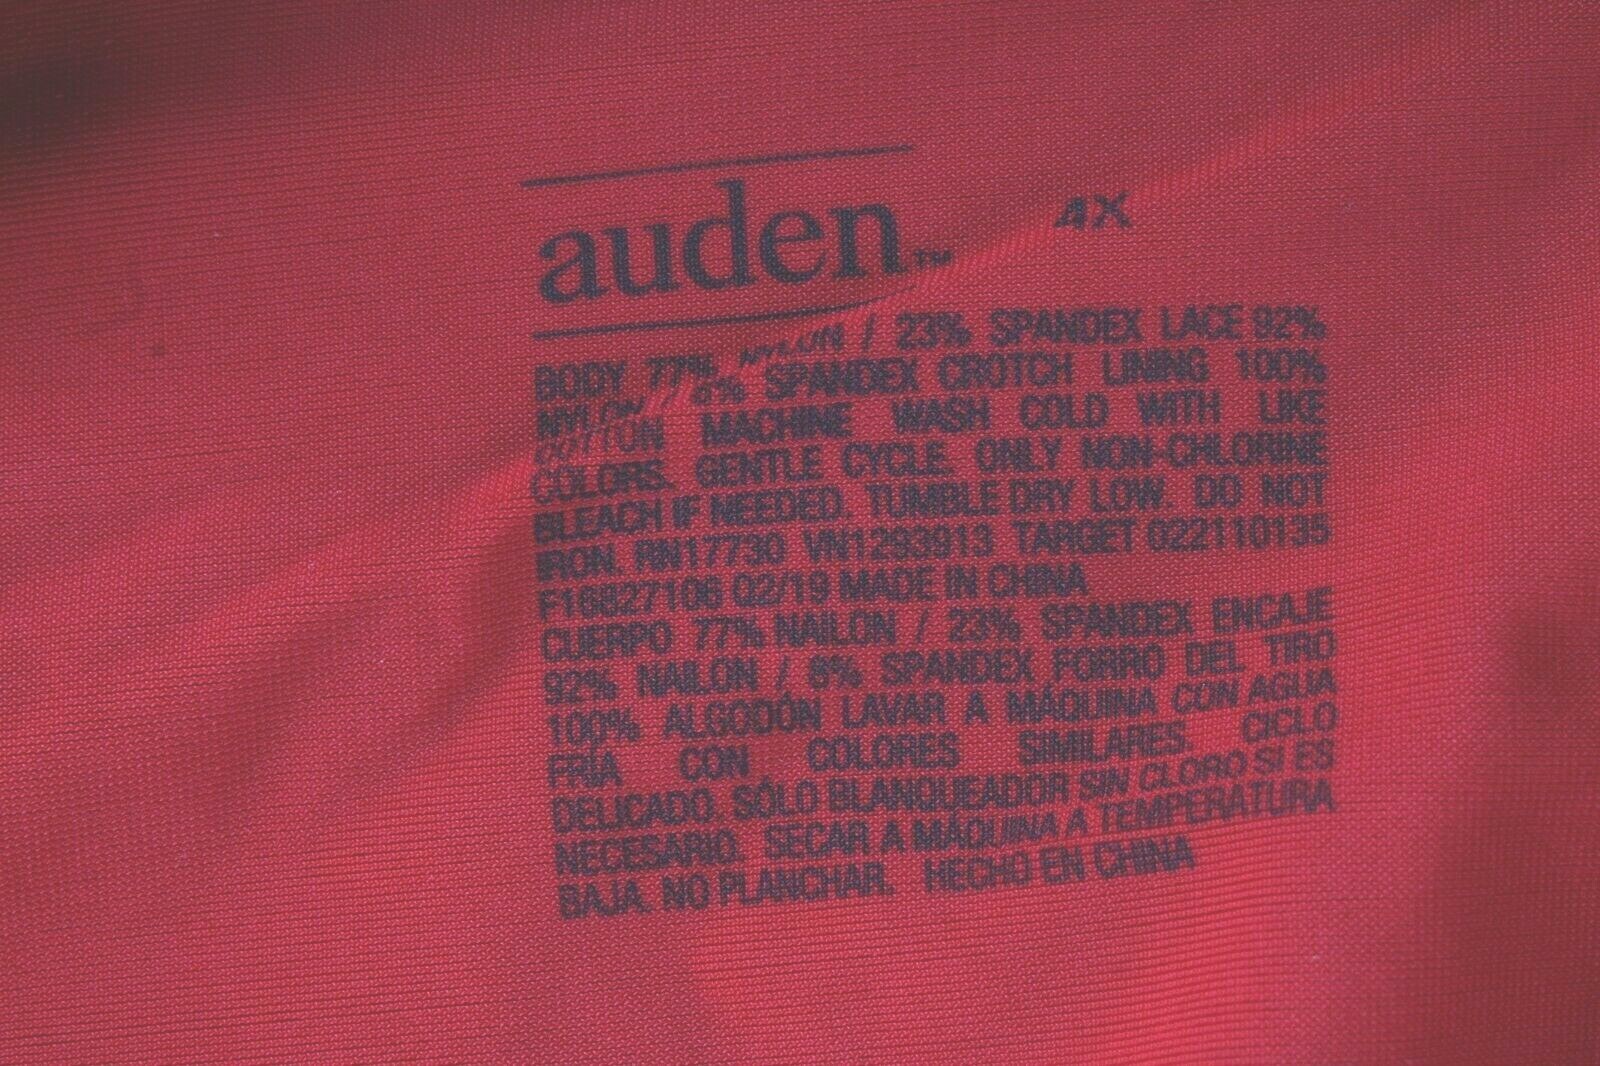 auden™ 4X
BODY 77% NYLON / 23% SPANDEX LACE 92%
NYLON / 8% SPANDEX CROTCH LINING 100%
COTTON MACHINE WASH COLD WITH LIKE
COLORS. GENTLE CYCLE. ONLY NON-CHLORINE
BLEACH IF NEEDED. TUMBLE DRY LOW. DO NOT
IRON. RN17730 VN1293913 TARGET 022110135
F16827106 02/19 MADE IN CHINA
CUERPO 77% NAILON / 23% SPANDEX ENCAJE
92% NAILON / 8% SPANDEX FORRO DEL TIRO
100% ALGODÓN LAVAR A MÁQUINA CON AGUA
FRÍA CON COLORES SIMILARES. CICLO
DELICADO. SÓLO BLANQUEADOR SIN CLORO SI ES
NECESARIO. SECAR A MÁQUINA A TEMPERATURA
BAJA. NO PLANCHAR. HECHO EN CHINA